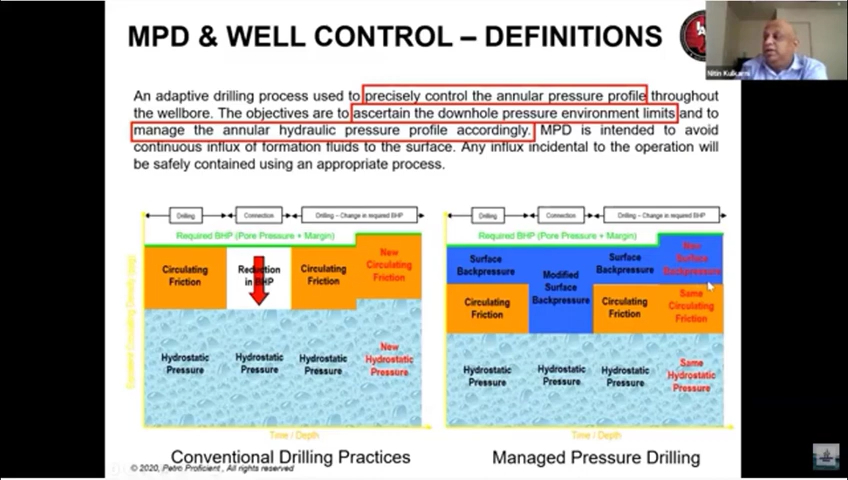 MPD & WELL CONTROL – DEFINITIONS
Nitin Kulkarni
An adaptive drilling process used to precisely control the annular pressure profile throughout
the wellbore. The objectives are to ascertain the downhole pressure environment limits and to
manage the annular hydraulic pressure profile accordingly. MPD is intended to avoid
continuous influx of formation fluids to the surface. Any influx incidental to the operation will
be safely contained using an appropriate process.
Drilling
Connection
Drilling – Change in required BHP
Required BHP (Pore Pressure + Margin)
Circulating
Friction
Reduction
in BHP
Circulating
Friction
New
Circulating
Friction
Hydrostatic
Pressure
Hydrostatic
Pressure
Hydrostatic
Pressure
New
Hydrostatic
Pressure
Time / Depth
Conventional Drilling Practices
Drilling
Connection
Drilling – Change in required BHP
Required BHP (Pore Pressure + Margin)
Surface
Backpressure
Modified
Surface
Backpressure
Surface
Backpressure
New
Surface
Backpressure
Circulating
Friction
Circulating
Friction
Same
Circulating
Friction
Hydrostatic
Pressure
Hydrostatic
Pressure
Hydrostatic
Pressure
Same
Hydrostatic
Pressure
Time / Depth
Managed Pressure Drilling
© 2020, Petro Proficient , All rights reserved